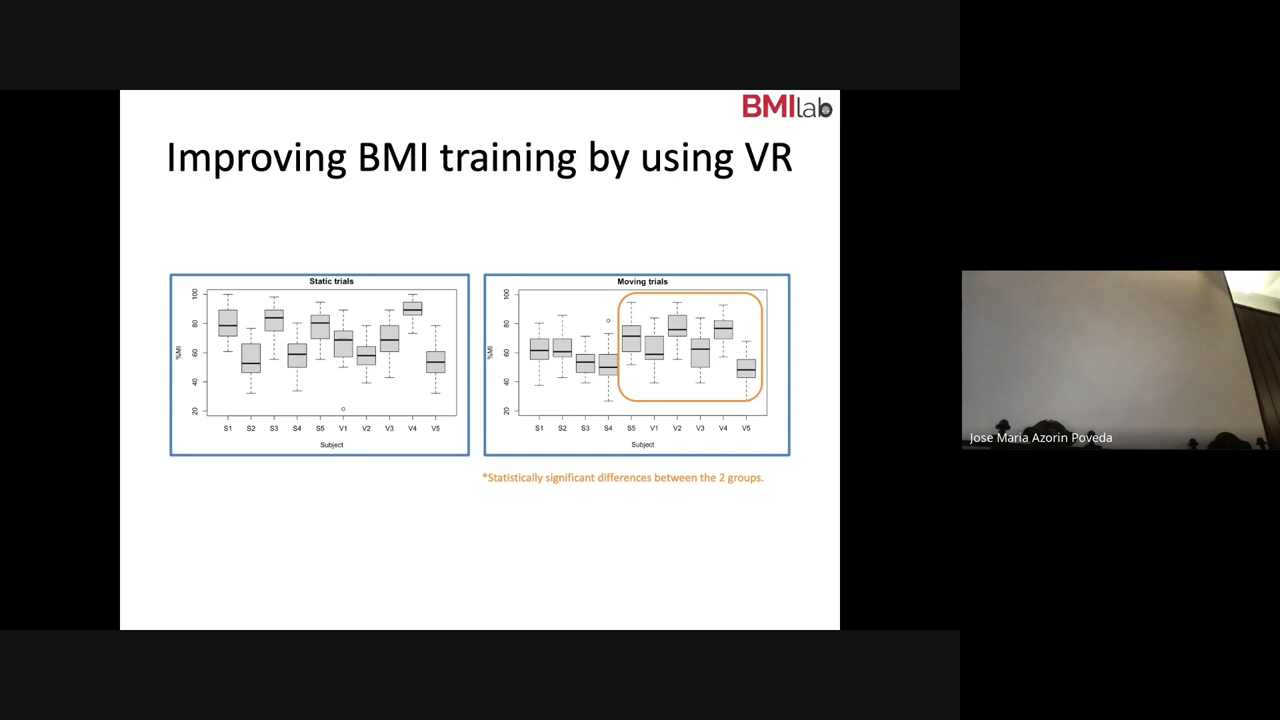 BMIlab
Improving BMI training by using VR
Static trials
100
80
60
40
20
%MI
S1 S2 S3 S4 S5 V1 V2 V3 V4 V5
Subject
Moving trials
100
80
60
40
20
%MI
S1 S2 S3 S4 S5 V1 V2 V3 V4 V5
Subject
*Statistically significant differences between the 2 groups.
Jose Maria Azorin Poveda